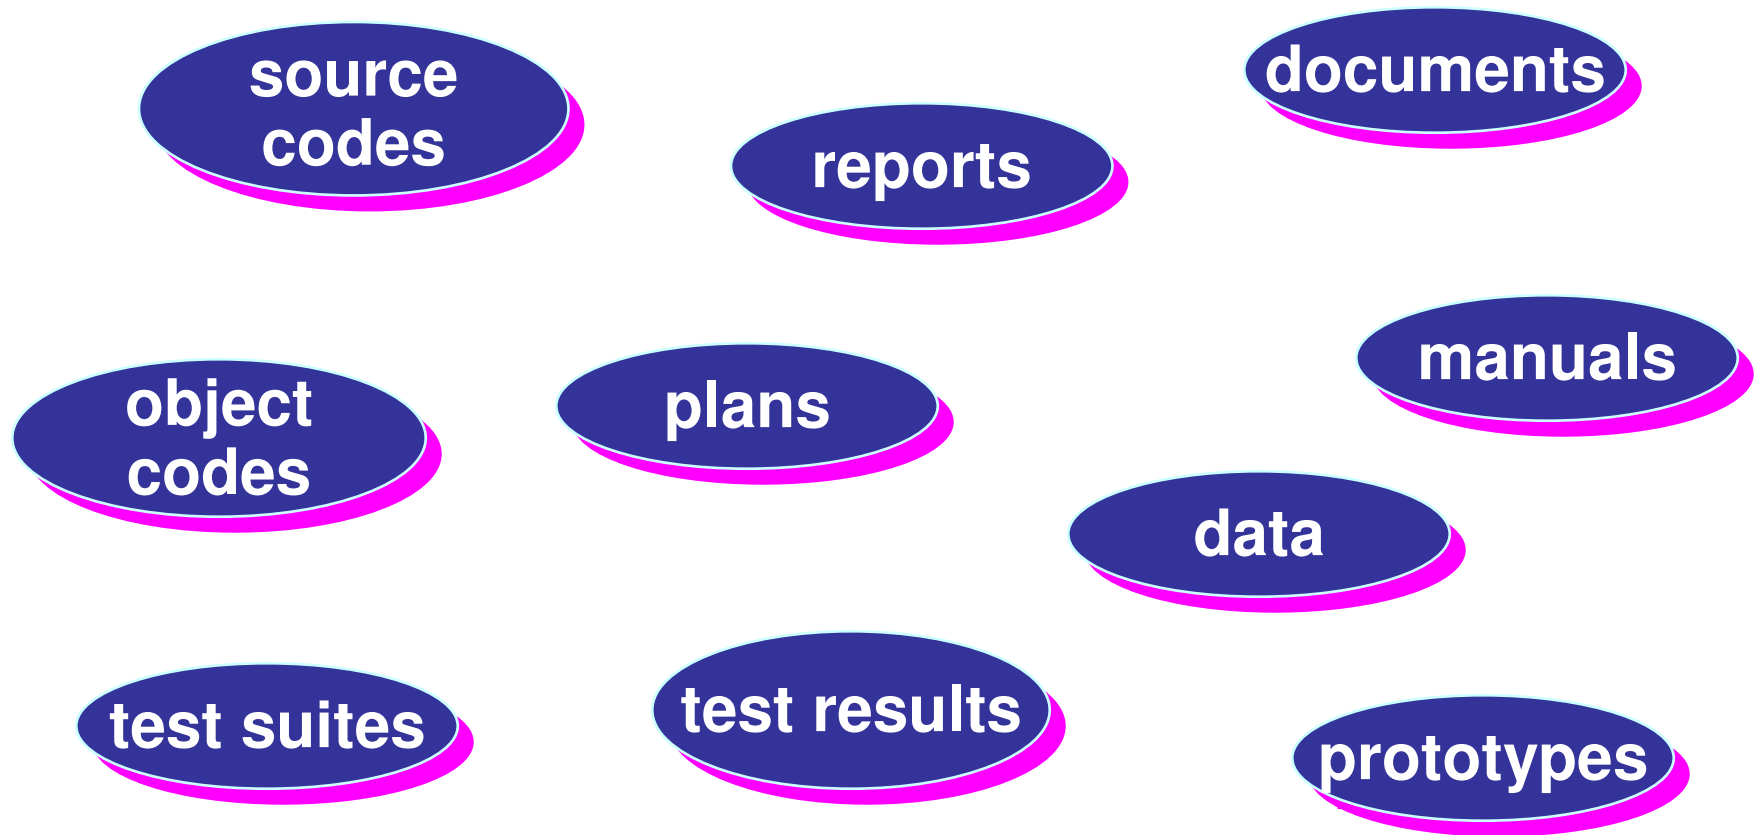 source
codes
documents
reports
manuals
object
codes
plans
data
test suites
test results
prototypes